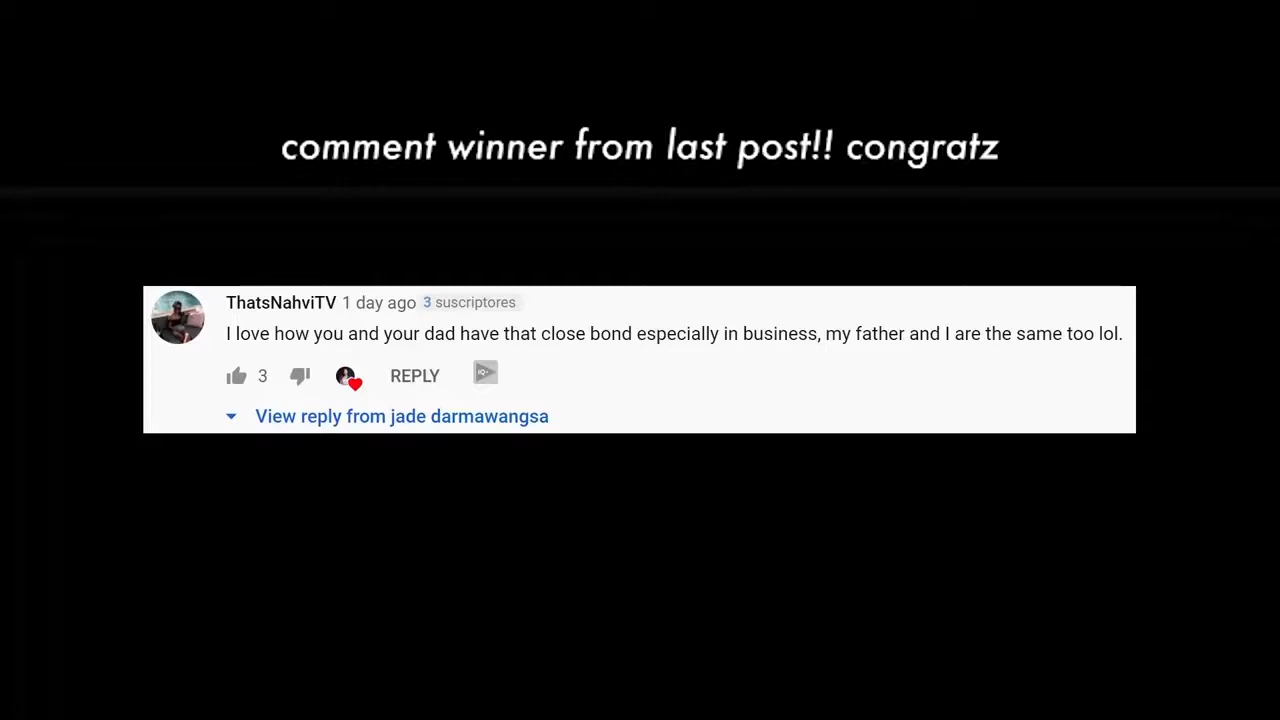 comment winner from last post!! congratz
ThatsNahviTV 1 day ago 3 suscriptores
I love how you and your dad have that close bond especially in business, my father and I are the same too lol.
3 REPLY IQ+
View reply from jade darmawangsa